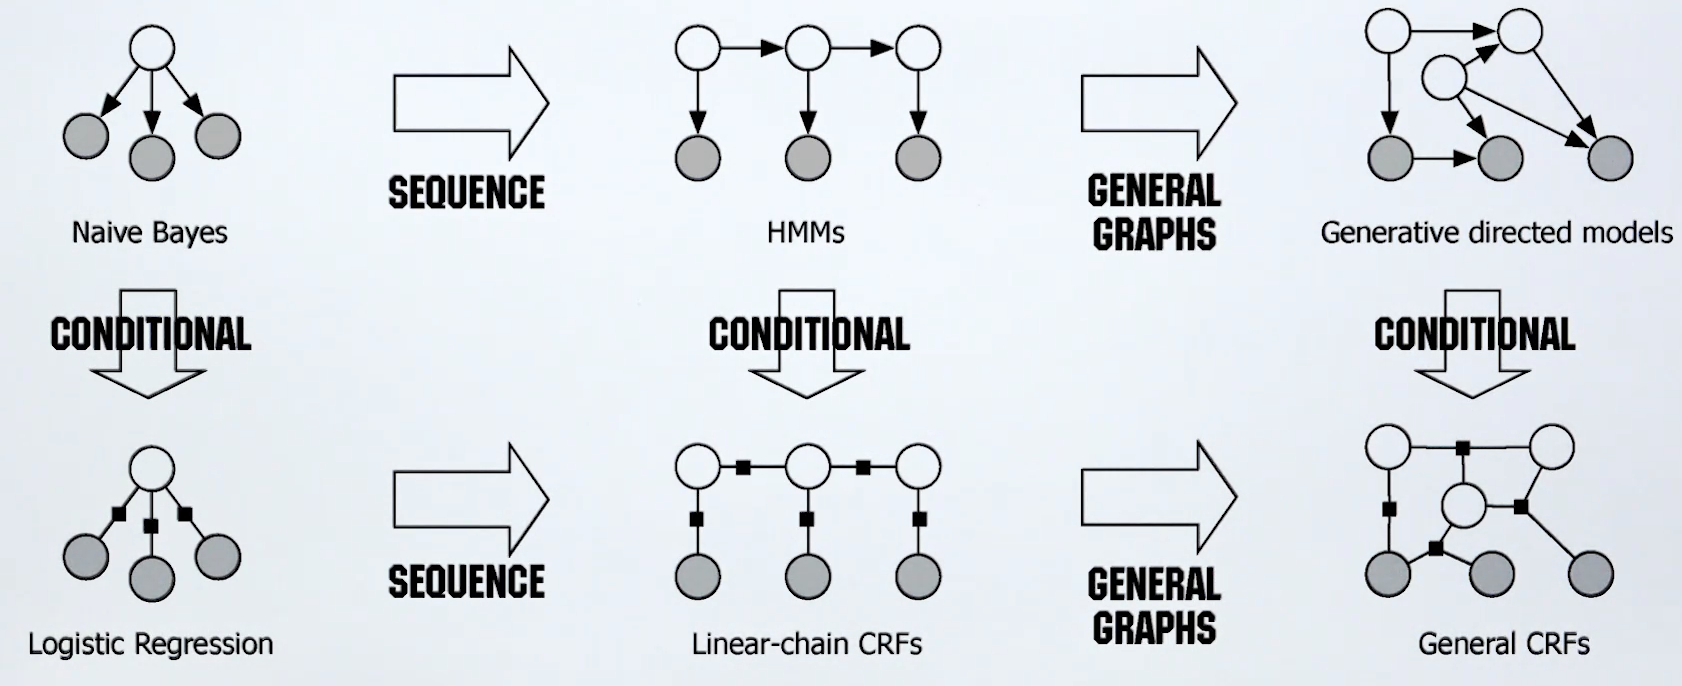 SEQUENCE
GENERAL
GRAPHS
Naive Bayes
HMMs
Generative directed models
CONDITIONAL
CONDITIONAL
CONDITIONAL
SEQUENCE
GENERAL
GRAPHS
Logistic Regression
Linear-chain CRFs
General CRFs